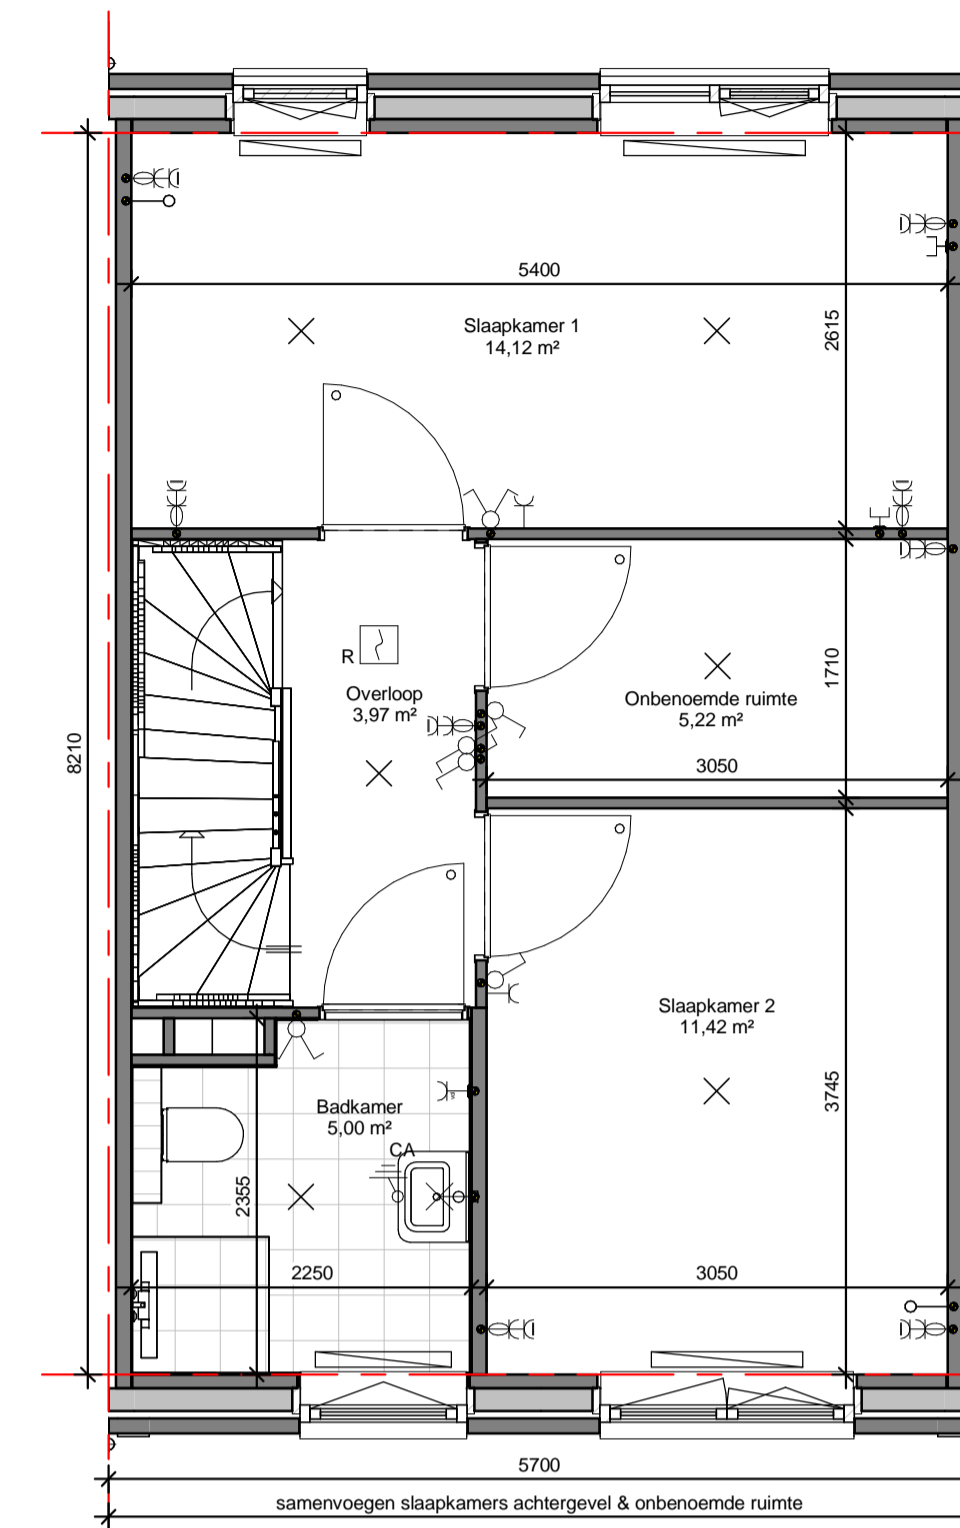 5400
Slaapkamer 1
14,12 m²
2615
R
Overloop
3,97 m²
Onbenoemde ruimte
5,22 m²
1710
3050
8210
Slaapkamer 2
11,42 m²
3745
Badkamer
5,00 m²
CA
2355
2250
3050
5700
samenvoegen slaapkamers achtergevel & onbenoemde ruimte